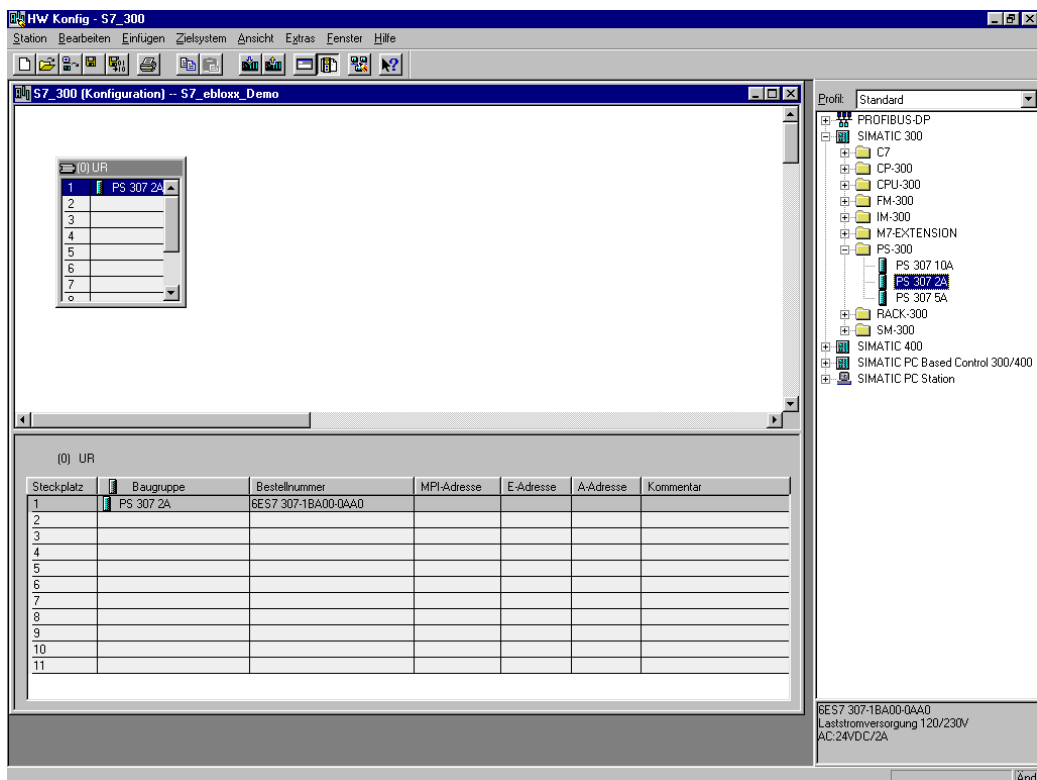 HW Konfig - S7_300
Station Bearbeiten Einfügen Zielsystem Ansicht Extras Fenster Hilfe
S7_300 (Konfiguration) -- S7_ebloxx_Demo
(0) UR
1 PS 307 2A
2
3
4
5
6
7
(0) UR
Steckplatz Baugruppe Bestellnummer MPI-Adresse E-Adresse A-Adresse Kommentar
1 PS 307 2A 6ES7 307-1BA00-0AA0
2
3
4
5
6
7
8
9
10
11
Profil: Standard
PROFIBUS-DP
SIMATIC 300
C7
CP-300
CPU-300
FM-300
IM-300
M7-EXTENSION
PS-300
PS 307 10A
PS 307 2A
PS 307 5A
RACK-300
SM-300
SIMATIC 400
SIMATIC PC Based Control 300/400
SIMATIC PC Station
6ES7 307-1BA00-0AA0
Laststromversorgung 120/230V
AC:24VDC/2A
Änd